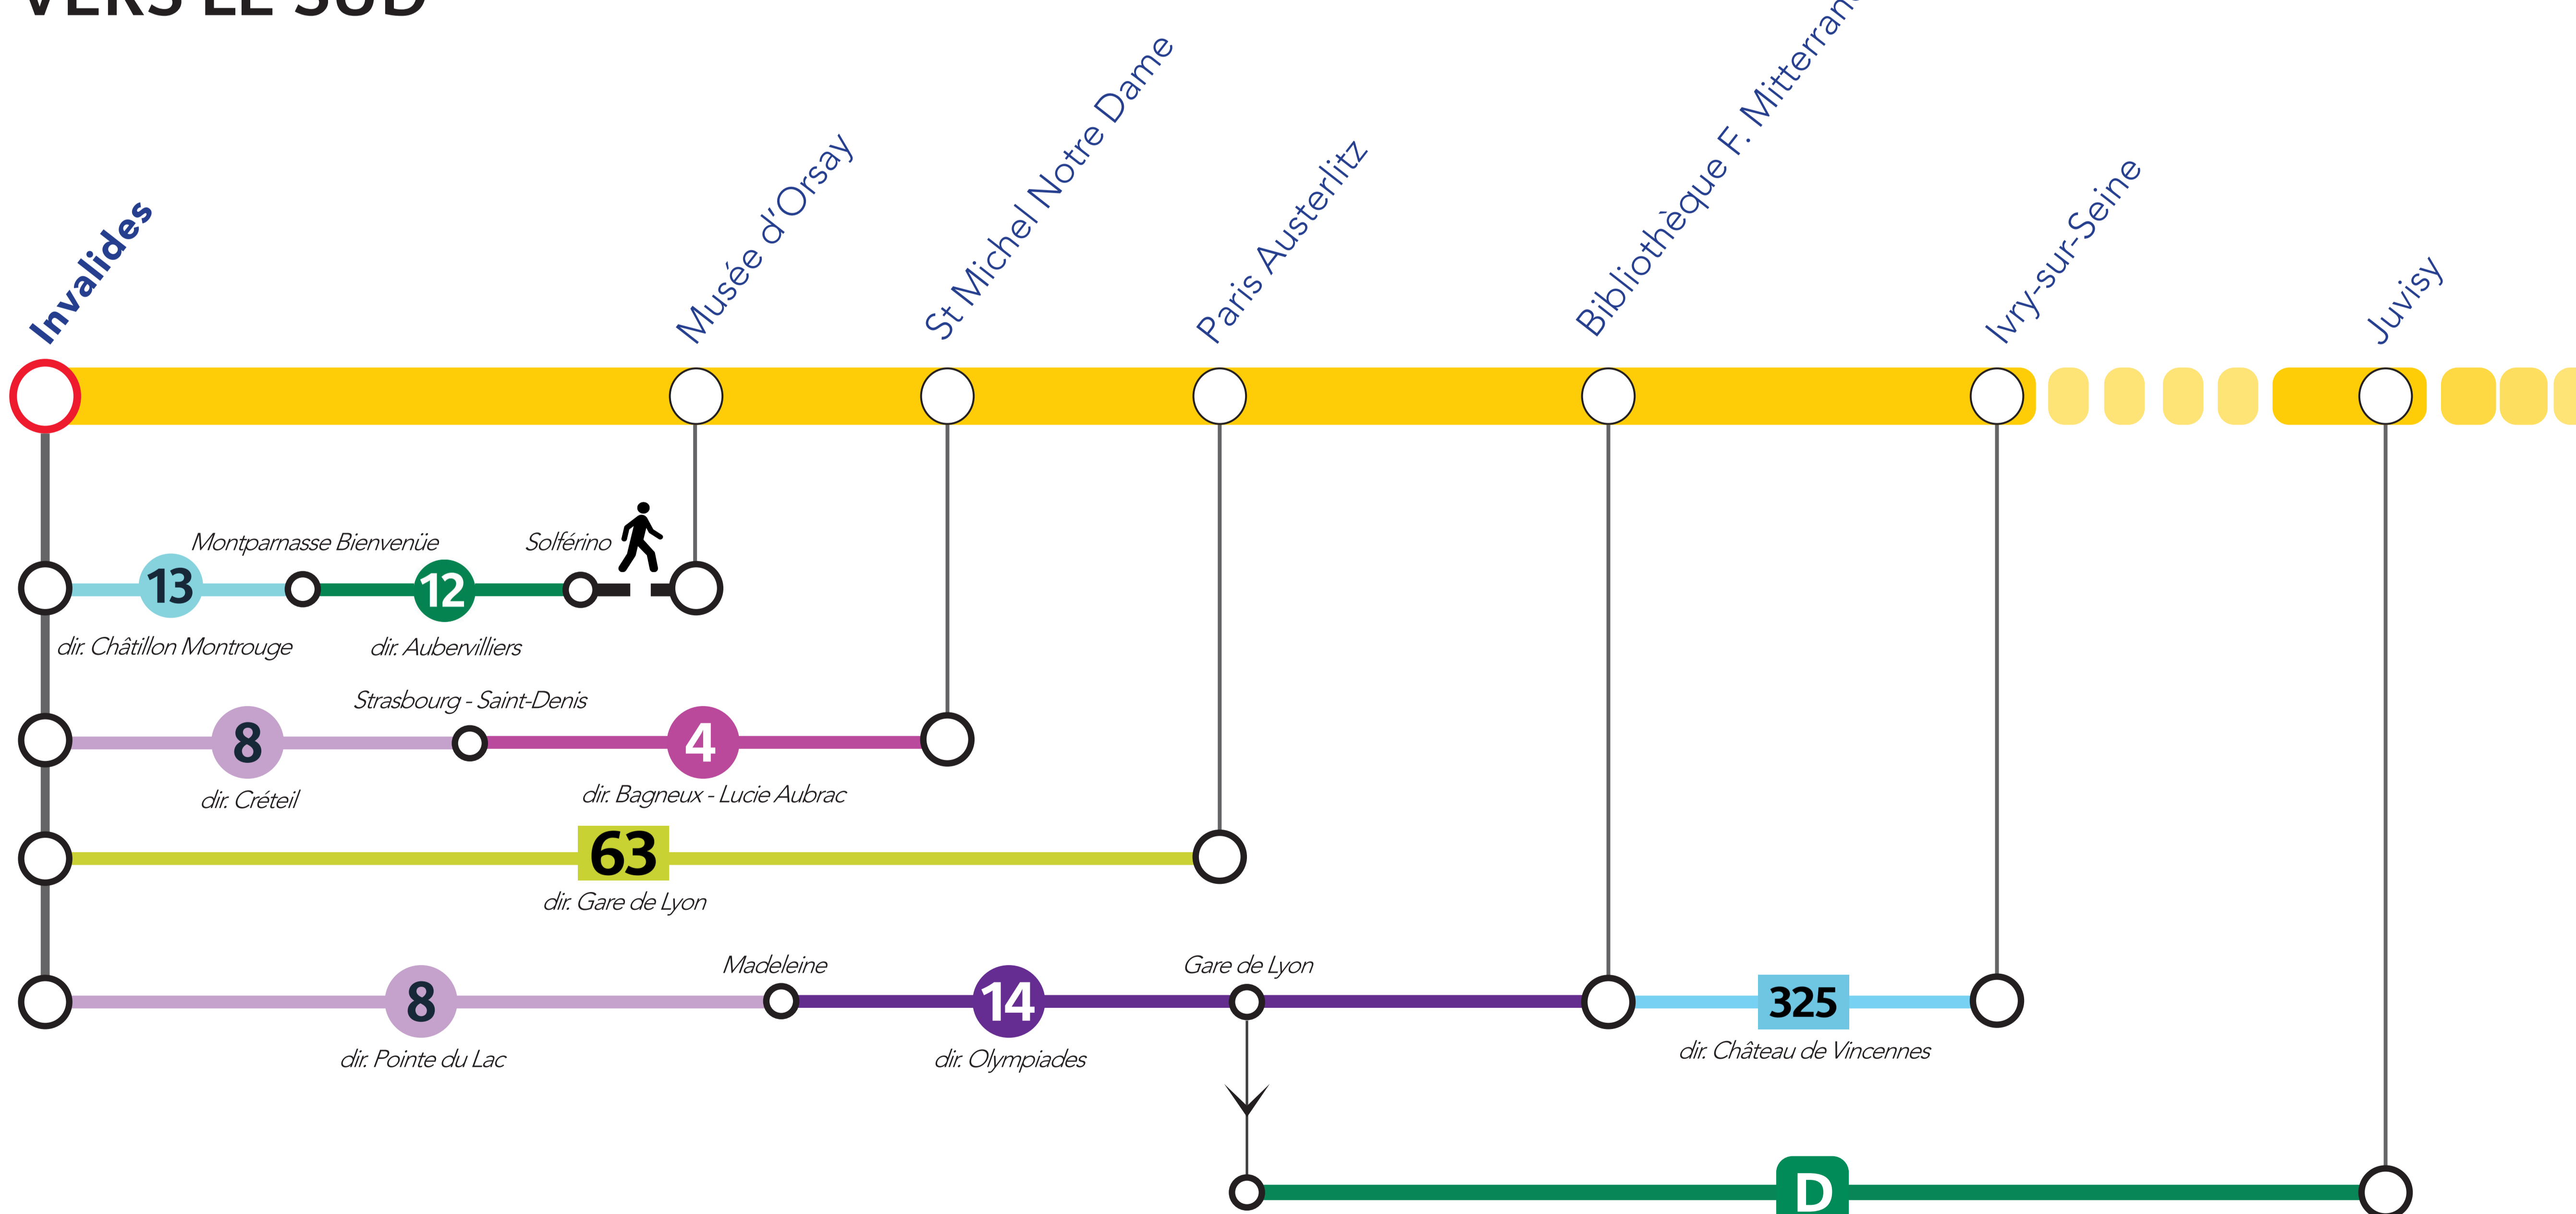 VERS LE SUD
Invalides
Musée d'Orsay
St Michel Notre Dame
Paris Austerlitz
Bibliothèque F. Mitterrand
Ivry-sur-Seine
Juvisy
Montparnasse Bienvenüe
Solférino
13
12
dir. Châtillon Montrouge
dir. Aubervilliers
Strasbourg - Saint-Denis
8
4
dir. Créteil
dir. Bagneux - Lucie Aubrac
63
dir. Gare de Lyon
Madeleine
Gare de Lyon
8
14
325
dir. Pointe du Lac
dir. Olympiades
dir. Château de Vincennes
D